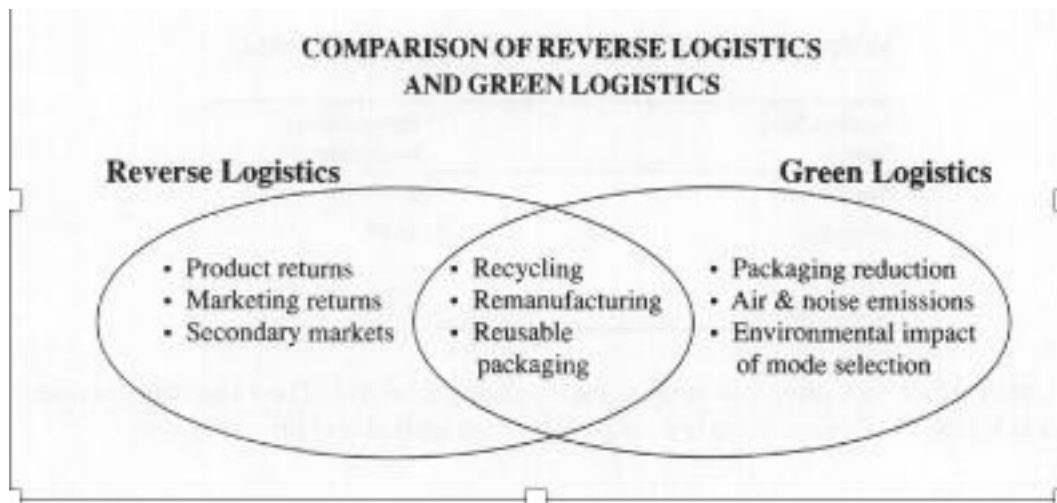 COMPARISON OF REVERSE LOGISTICS
AND GREEN LOGISTICS
Reverse Logistics
Green Logistics
• Product returns
• Marketing returns
• Secondary markets
• Recycling
• Remanufacturing
• Reusable
packaging
• Packaging reduction
• Air & noise emissions
• Environmental impact
of mode selection